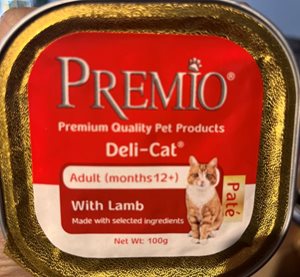 PREMIO®
Premium Quality Pet Products
Deli-Cat®
Adult (months 12+)
With Lamb
Made with selected ingredients
Net Wt: 100g
Paté